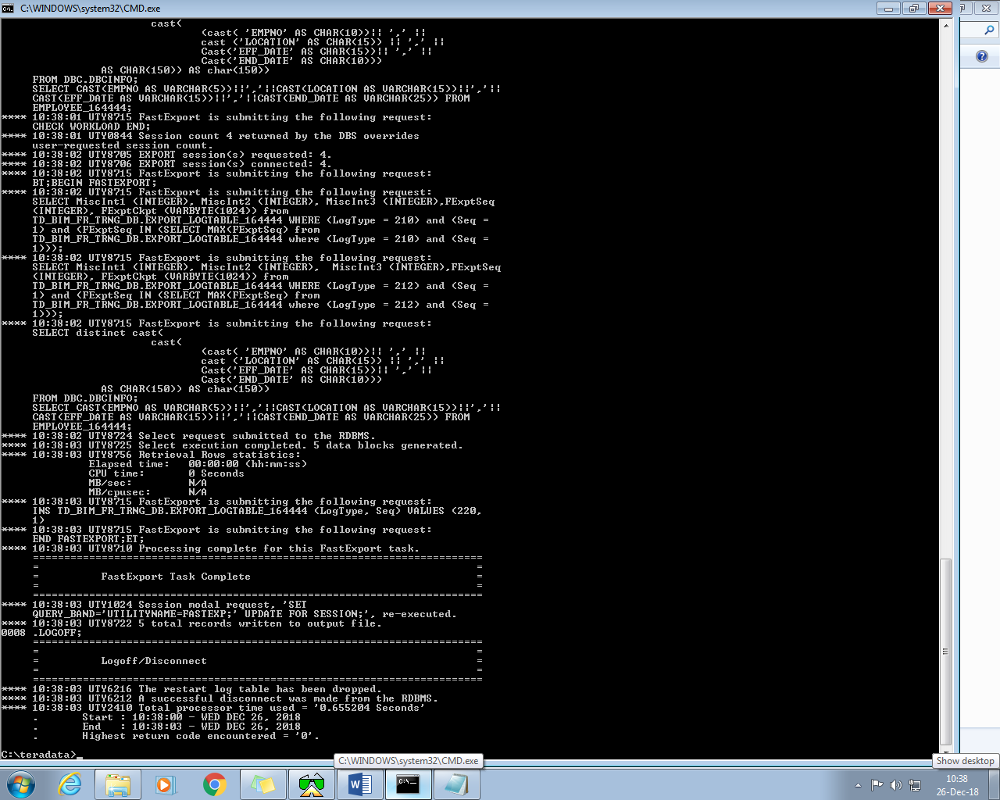 C:\WINDOWS\system32\CMD.exe
cast(
(cast( 'EMPNO' AS CHAR(10))|| ',' ||
cast ('LOCATION' AS CHAR(15)) || ',' ||
Cast('EFF_DATE' AS CHAR(15))|| ',' ||
Cast('END_DATE' AS CHAR(10)))
AS CHAR(150)) AS char(150))
FROM DBC.DBCINFO;
SELECT CAST(EMPNO AS VARCHAR(5))||','||CAST(LOCATION AS VARCHAR(15))||','||
CAST(EFF_DATE AS VARCHAR(15))||','||CAST(END_DATE AS VARCHAR(25)) FROM
EMPLOYEE_164444;
**** 10:38:01 UTY8715 FastExport is submitting the following request:
CHECK WORKLOAD END;
**** 10:38:01 UTY0844 Session count 4 returned by the DBS overrides
user-requested session count.
**** 10:38:02 UTY8705 EXPORT session(s) requested: 4.
**** 10:38:02 UTY8706 EXPORT session(s) connected: 4.
**** 10:38:02 UTY8715 FastExport is submitting the following request:
BT;BEGIN FASTEXPORT;
**** 10:38:02 UTY8715 FastExport is submitting the following request:
SELECT MiscInt1 (INTEGER), MiscInt2 (INTEGER), MiscInt3 (INTEGER),FExptSeq
(INTEGER), FExptCkpt (VARBYTE(1024)) from
TD_BIM_FR_TRNG_DB.EXPORT_LOGTABLE_164444 WHERE (LogType = 210) and (Seq =
1) and (FExptSeq IN (SELECT MAX(FExptSeq) from
TD_BIM_FR_TRNG_DB.EXPORT_LOGTABLE_164444 where (LogType = 210) and (Seq =
1)));
**** 10:38:02 UTY8715 FastExport is submitting the following request:
SELECT MiscInt1 (INTEGER), MiscInt2 (INTEGER),  MiscInt3 (INTEGER),FExptSeq
(INTEGER), FExptCkpt (VARBYTE(1024)) from
TD_BIM_FR_TRNG_DB.EXPORT_LOGTABLE_164444 WHERE (LogType = 212) and (Seq =
1) and (FExptSeq IN (SELECT MAX(FExptSeq) from
TD_BIM_FR_TRNG_DB.EXPORT_LOGTABLE_164444 where (LogType = 212) and (Seq =
1)));
**** 10:38:02 UTY8715 FastExport is submitting the following request:
SELECT distinct cast(
cast(
(cast( 'EMPNO' AS CHAR(10))|| ',' ||
cast ('LOCATION' AS CHAR(15)) || ',' ||
Cast('EFF_DATE' AS CHAR(15))|| ',' ||
Cast('END_DATE' AS CHAR(10)))
AS CHAR(150)) AS char(150))
FROM DBC.DBCINFO;
SELECT CAST(EMPNO AS VARCHAR(5))||','||CAST(LOCATION AS VARCHAR(15))||','||
CAST(EFF_DATE AS VARCHAR(15))||','||CAST(END_DATE AS VARCHAR(25)) FROM
EMPLOYEE_164444;
**** 10:38:02 UTY8724 Select request submitted to the RDBMS.
**** 10:38:03 UTY8725 Select execution completed. 5 data blocks generated.
**** 10:38:03 UTY8756 Retrieval Rows statistics:
Elapsed time:   00:00:00 (hh:mm:ss)
CPU time:       0 Seconds
MB/sec:         N/A
MB/cpusec:      N/A
**** 10:38:03 UTY8715 FastExport is submitting the following request:
INS TD_BIM_FR_TRNG_DB.EXPORT_LOGTABLE_164444 (LogType, Seq) VALUES (220,
1)
**** 10:38:03 UTY8715 FastExport is submitting the following request:
END FASTEXPORT;ET;
**** 10:38:03 UTY8710 Processing complete for this FastExport task.
========================================================================
=                                                                      =
=          FastExport Task Complete                                    =
=                                                                      =
========================================================================
**** 10:38:03 UTY1024 Session modal request, 'SET
QUERY_BAND='UTILITYNAME=FASTEXP;' UPDATE FOR SESSION;', re-executed.
**** 10:38:03 UTY8722 5 total records written to output file.
0008 .LOGOFF;
========================================================================
=                                                                      =
=          Logoff/Disconnect                                           =
=                                                                      =
========================================================================
**** 10:38:03 UTY6216 The restart log table has been dropped.
**** 10:38:03 UTY6212 A successful disconnect was made from the RDBMS.
**** 10:38:03 UTY2410 Total processor time used = '0.655204 Seconds'
.       Start : 10:38:00 - WED DEC 26, 2018
.       End   : 10:38:03 - WED DEC 26, 2018
.       Highest return code encountered = '0'.
C:\teradata>_
C:\WINDOWS\system32\CMD.exe
Show desktop
10:38
26-Dec-18